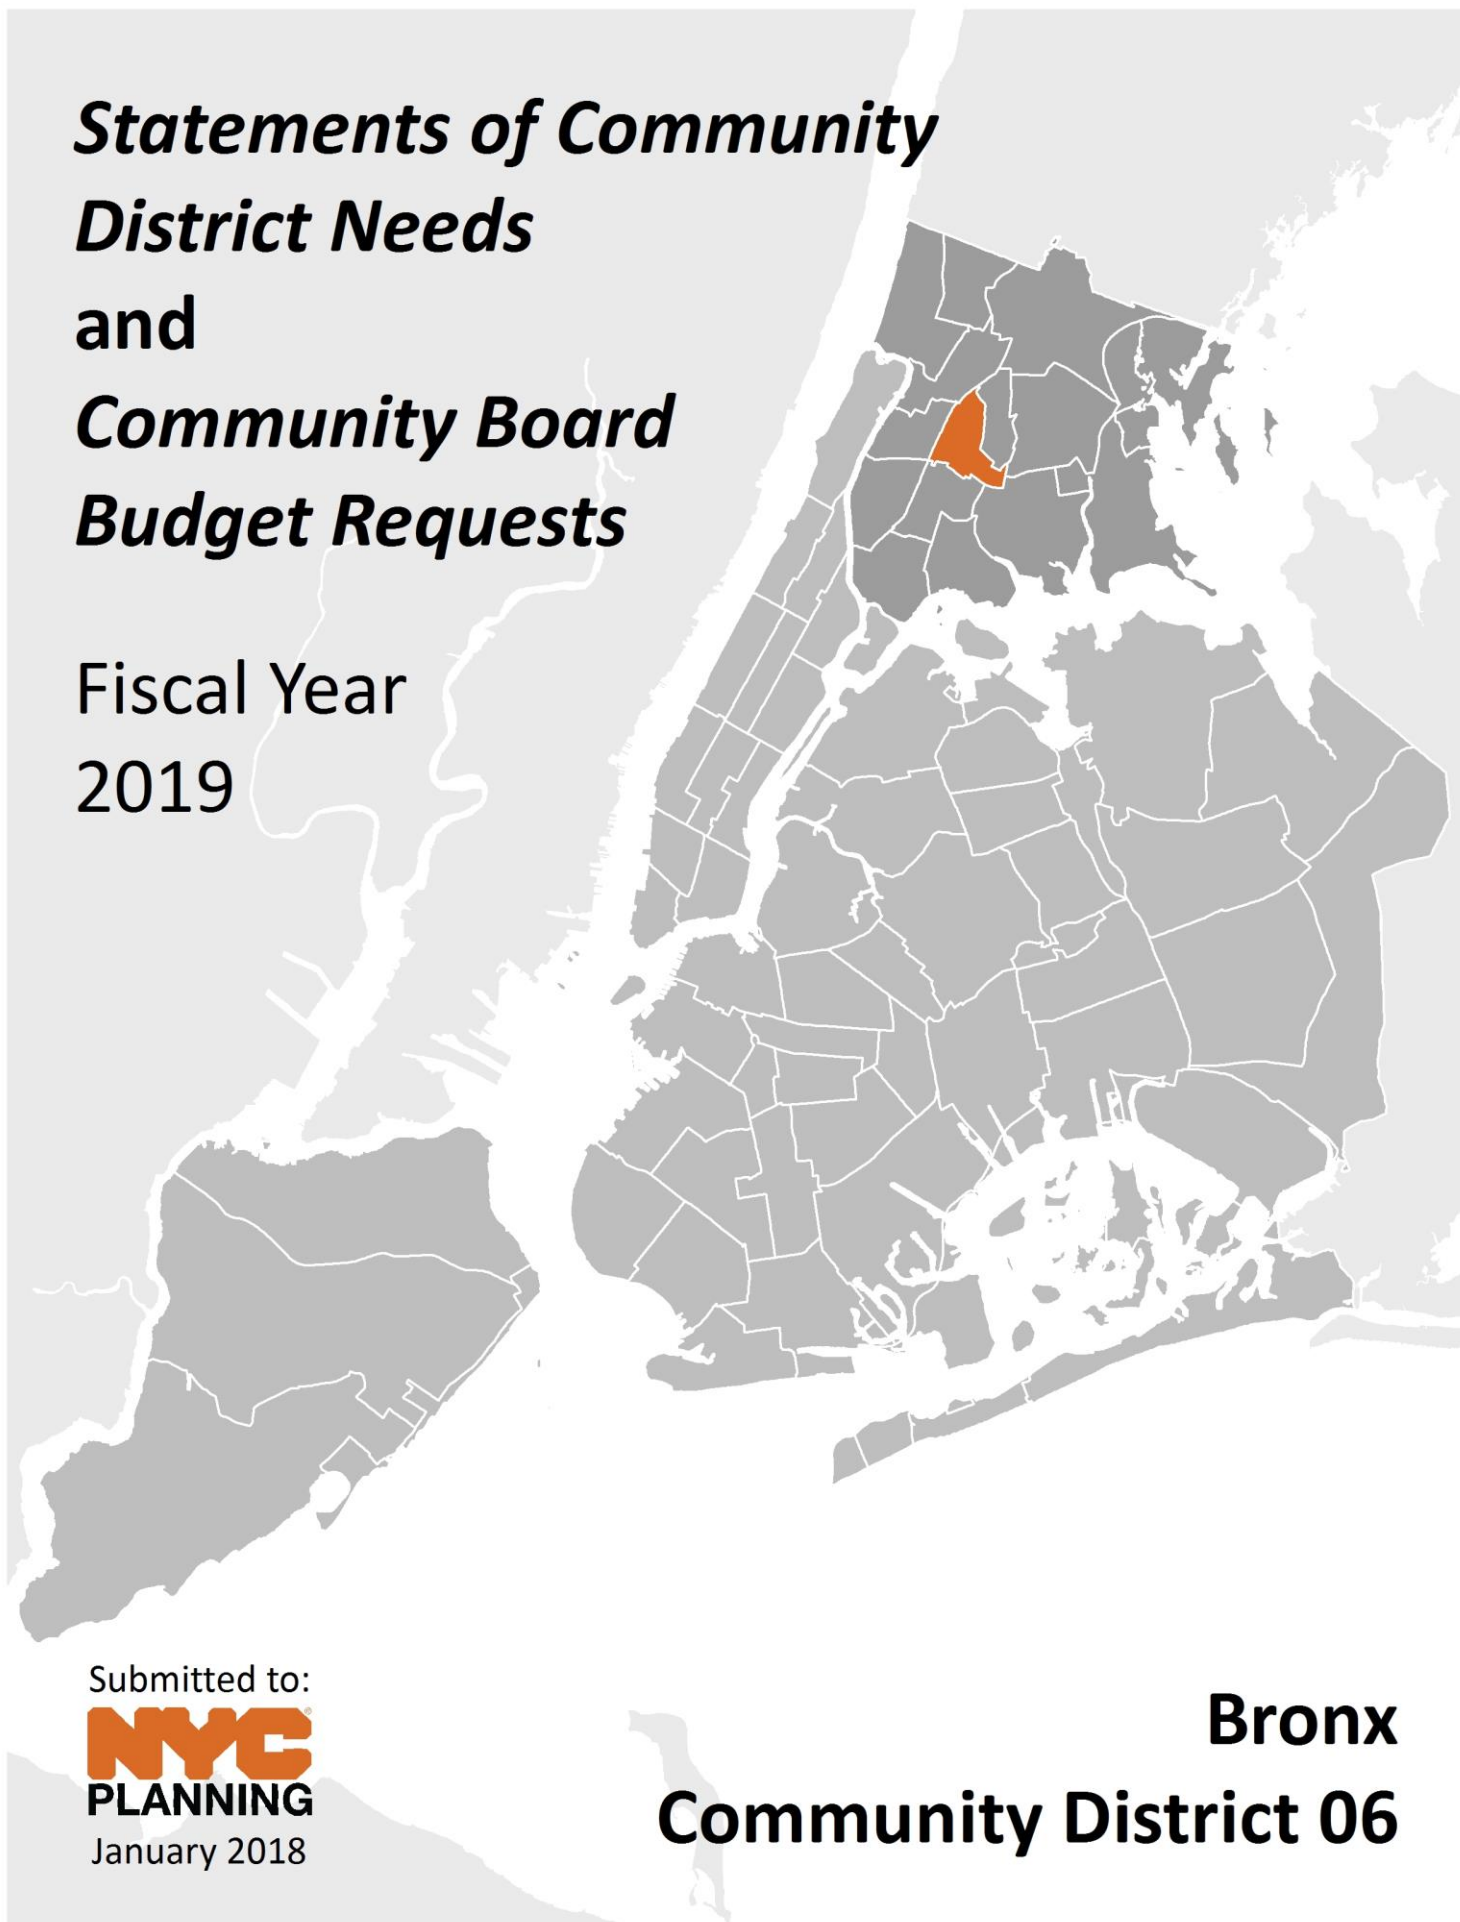 Statements of Community
District Needs
and
Community Board
Budget Requests
Fiscal Year
2019
Submitted to:
NYC®
PLANNING
January 2018
Bronx
Community District 06